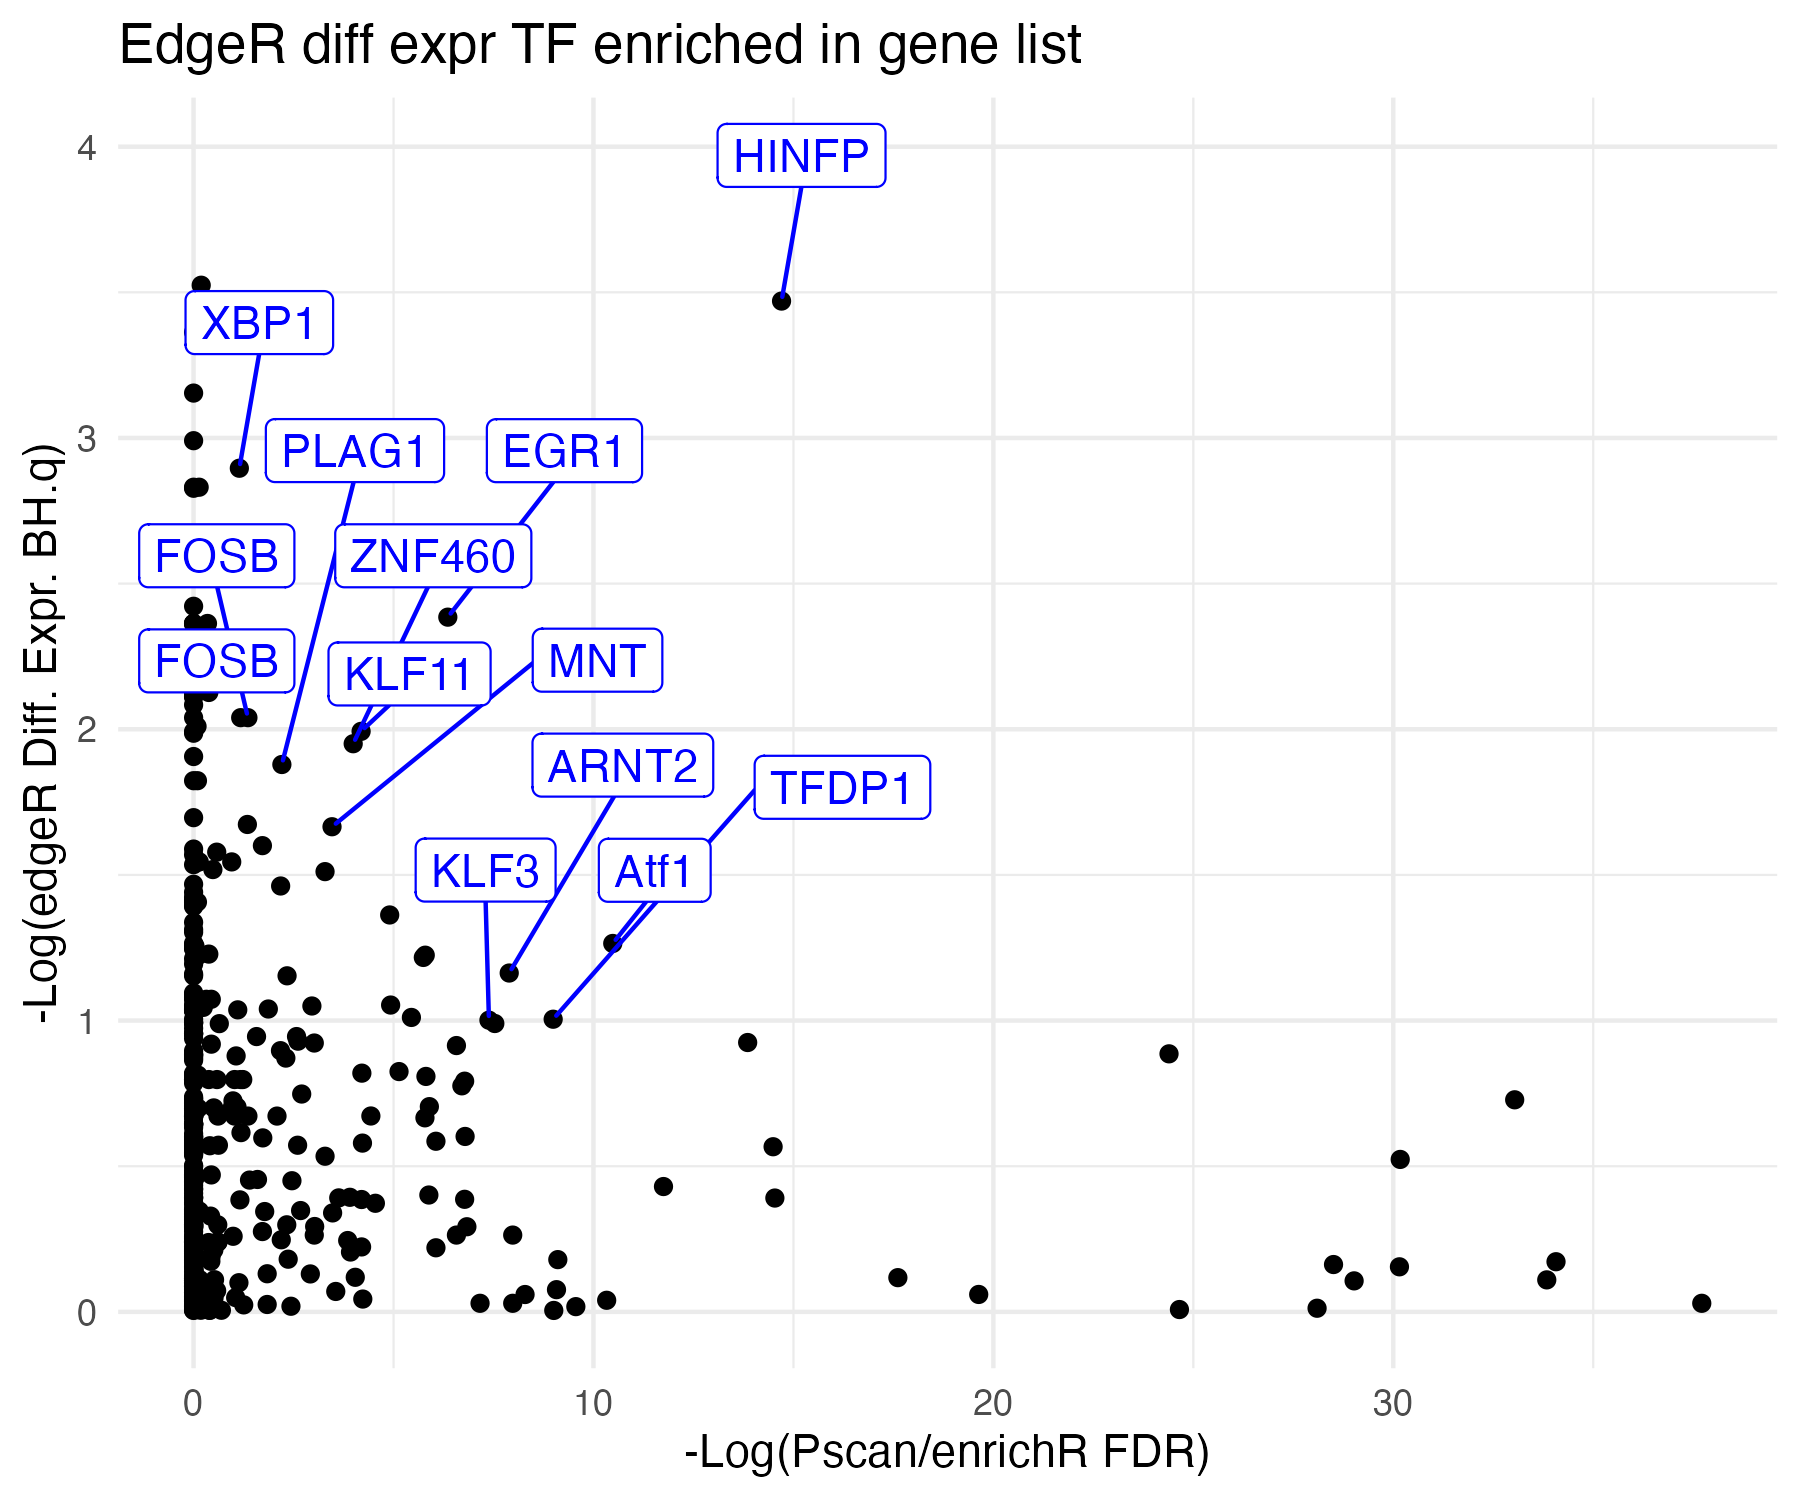 EdgeR diff expr TF enriched in gene list
HINFP
XBP1
PLAG1
EGR1
FOSB
ZNF460
FOSB
KLF11
MNT
ARNT2
TFDP1
KLF3
Atf1
-Log(edgeR Diff. Expr. BH.q)
4
3
2
1
0
0
10
20
30
-Log(Pscan/enrichR FDR)